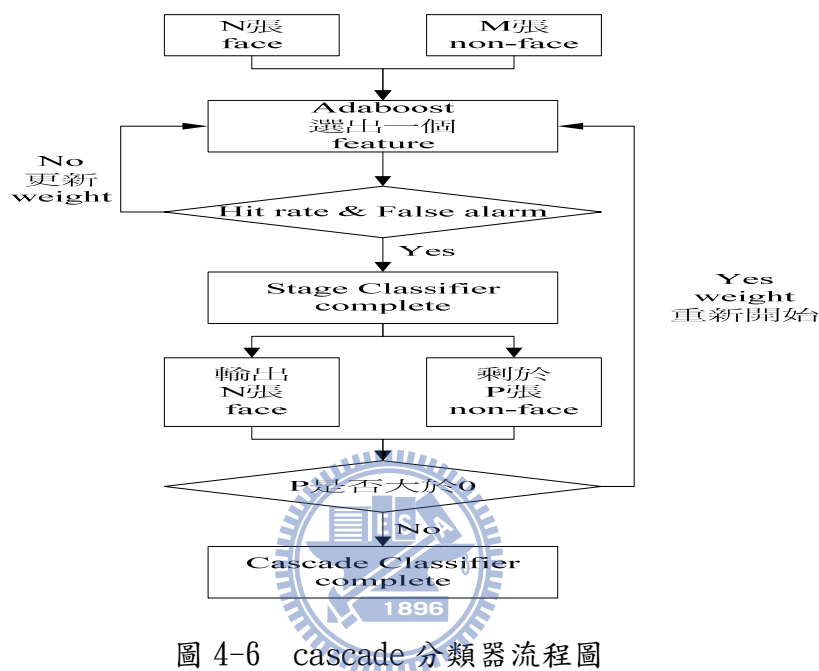 N張
face
M張
non-face
Adaboost
選出一個
feature
No
更新
weight
Hit rate & False alarm
Yes
Stage Classifier
complete
Yes
weight
重新開始
輸出
N張
face
剩於
P張
non-face
P是否大於0
No
Cascade Classifier
complete
ES A
1896
圖 4-6 cascade 分類器流程圖